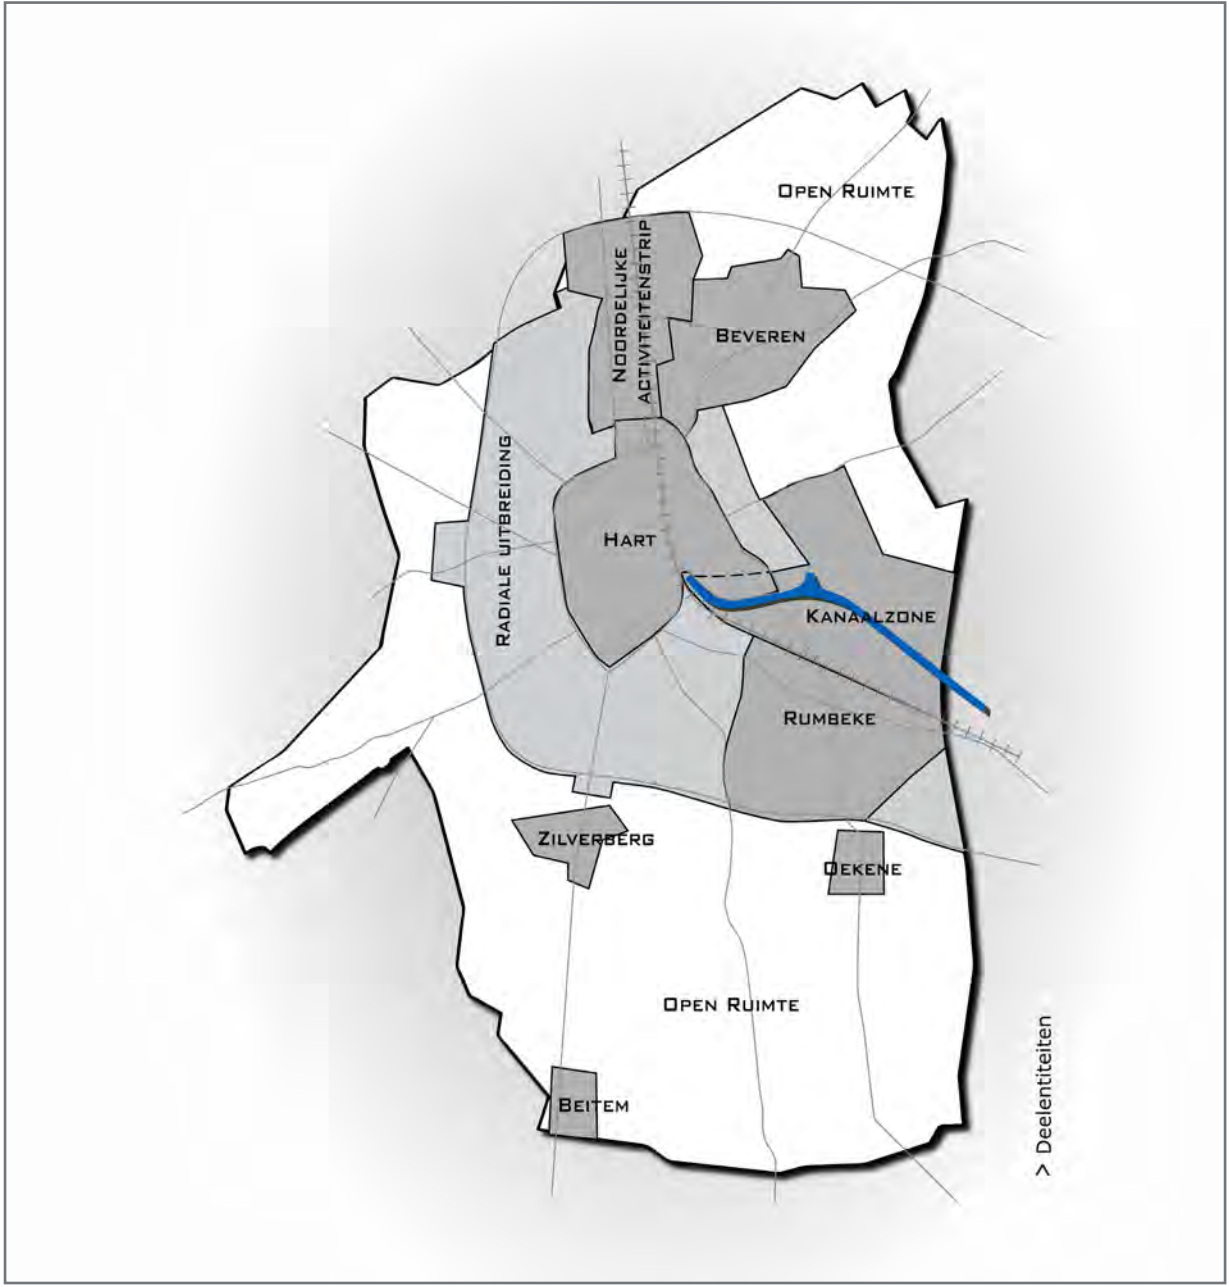 Open Ruimte
Noordelijke
activiteitenstrip
Beveren
Radiale uitbreiding
Hart
Kanaalzone
Rumbeke
Zilverberg
Oekene
Open Ruimte
Beitem
> Deelentiteiten